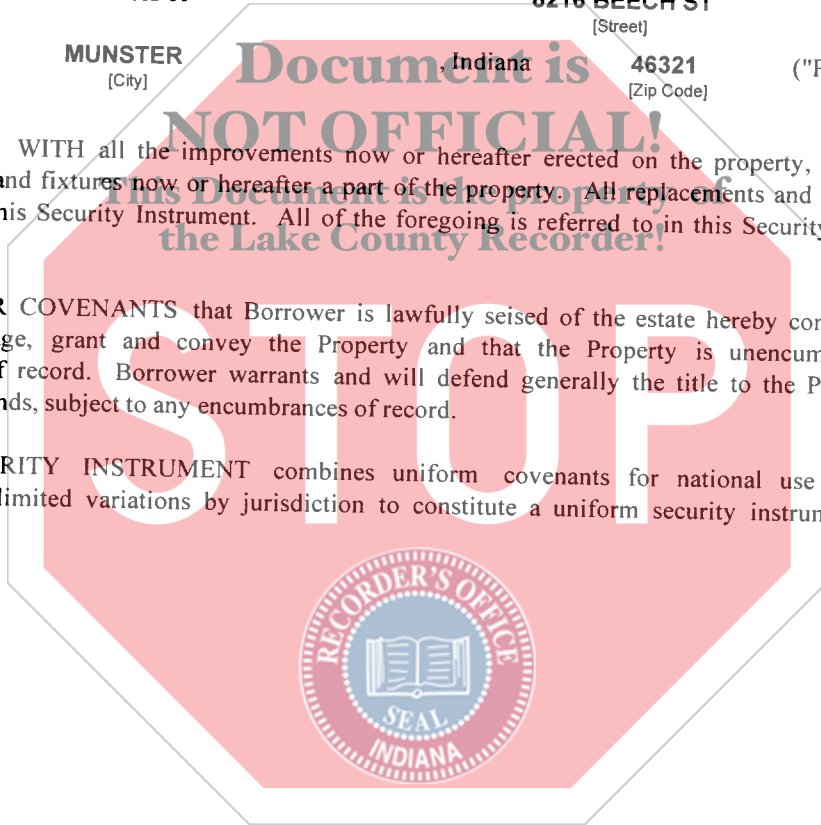 8216 BEECH ST
[Street]
MUNSTER , Indiana 46321 ("P
[City] [Zip Code]
Document is
NOT OFFICIAL!
This Document is the property of
the Lake County Recorder!
WITH all the improvements now or hereafter erected on the property,
and fixtures now or hereafter a part of the property. All replacements and
his Security Instrument. All of the foregoing is referred to in this Security
R COVENANTS that Borrower is lawfully seised of the estate hereby con
ge, grant and convey the Property and that the Property is unencum
f record. Borrower warrants and will defend generally the title to the P
nds, subject to any encumbrances of record.
RITY INSTRUMENT combines uniform covenants for national use
limited variations by jurisdiction to constitute a uniform security instrum
STOP
RECORDER'S OFFICE
SEAL
INDIANA